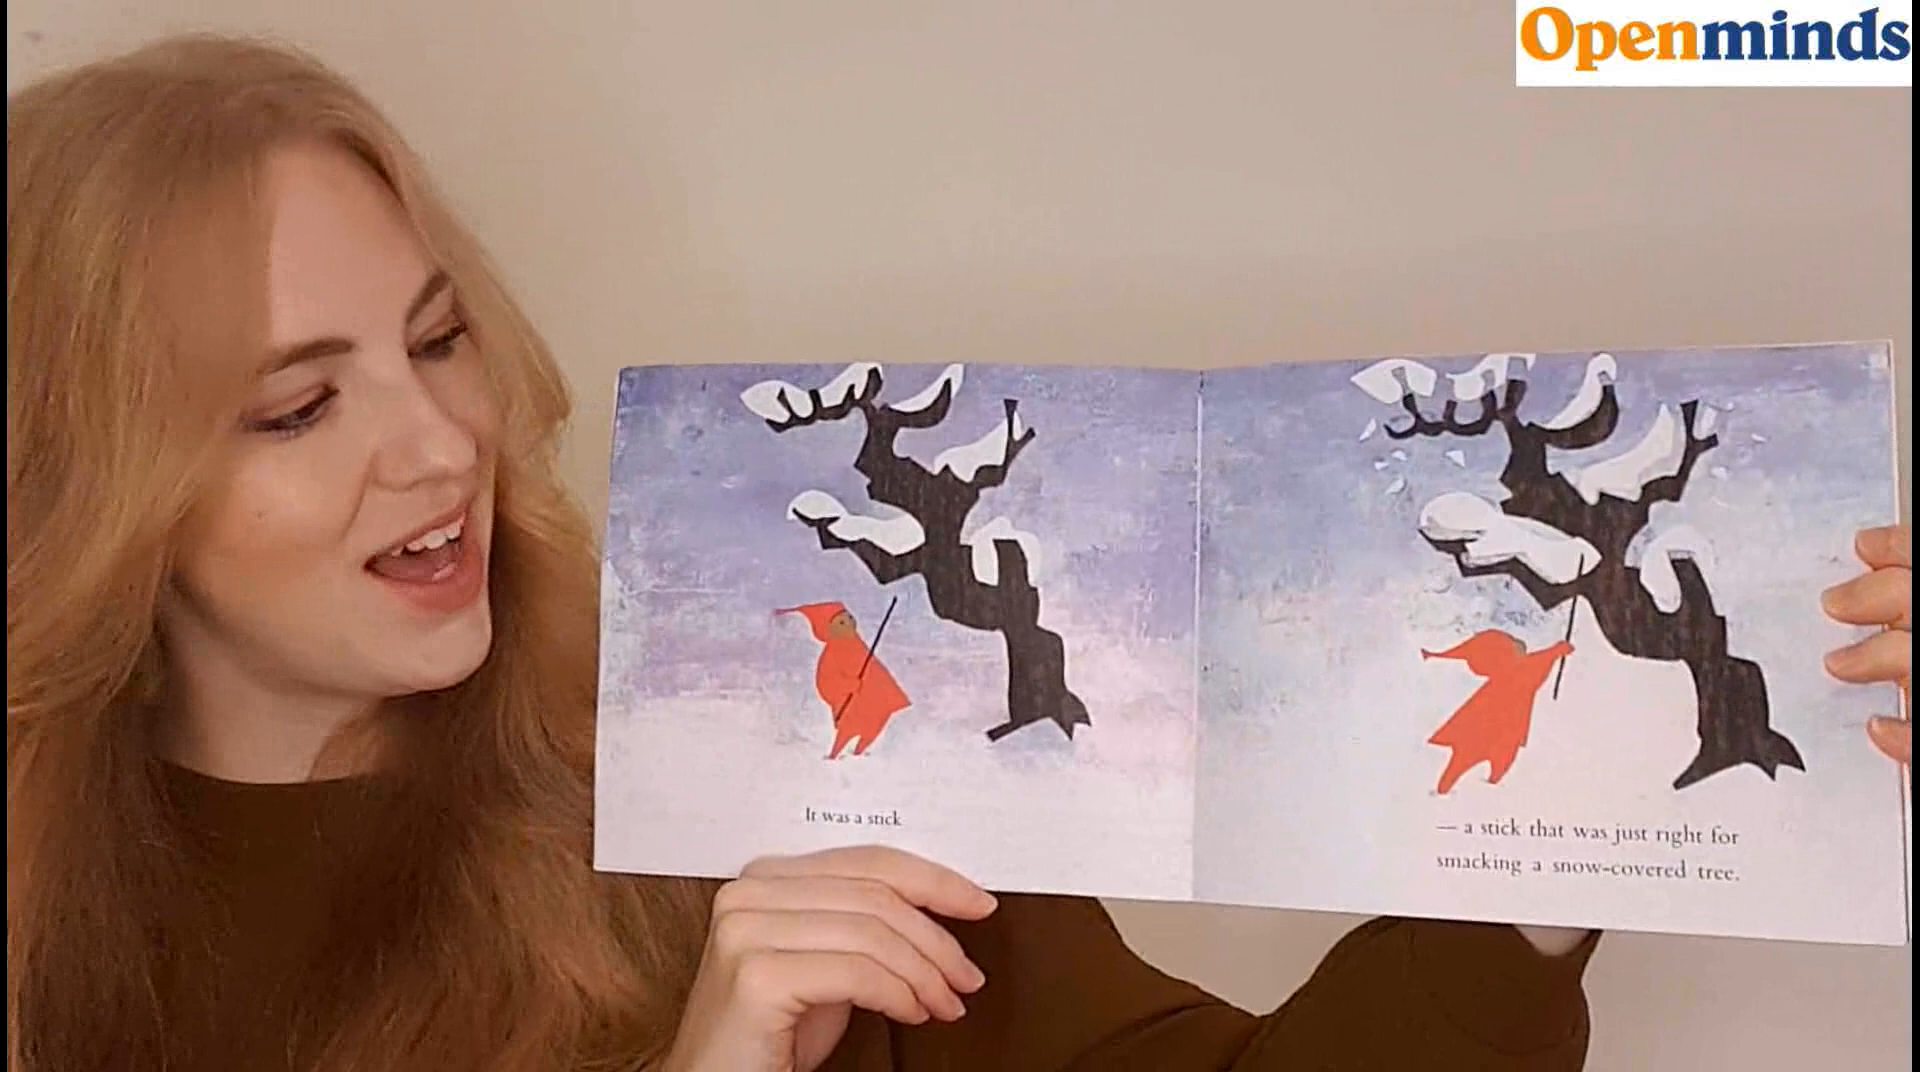 Openminds
It was a stick
— a stick that was just right for
smacking a snow-covered tree.